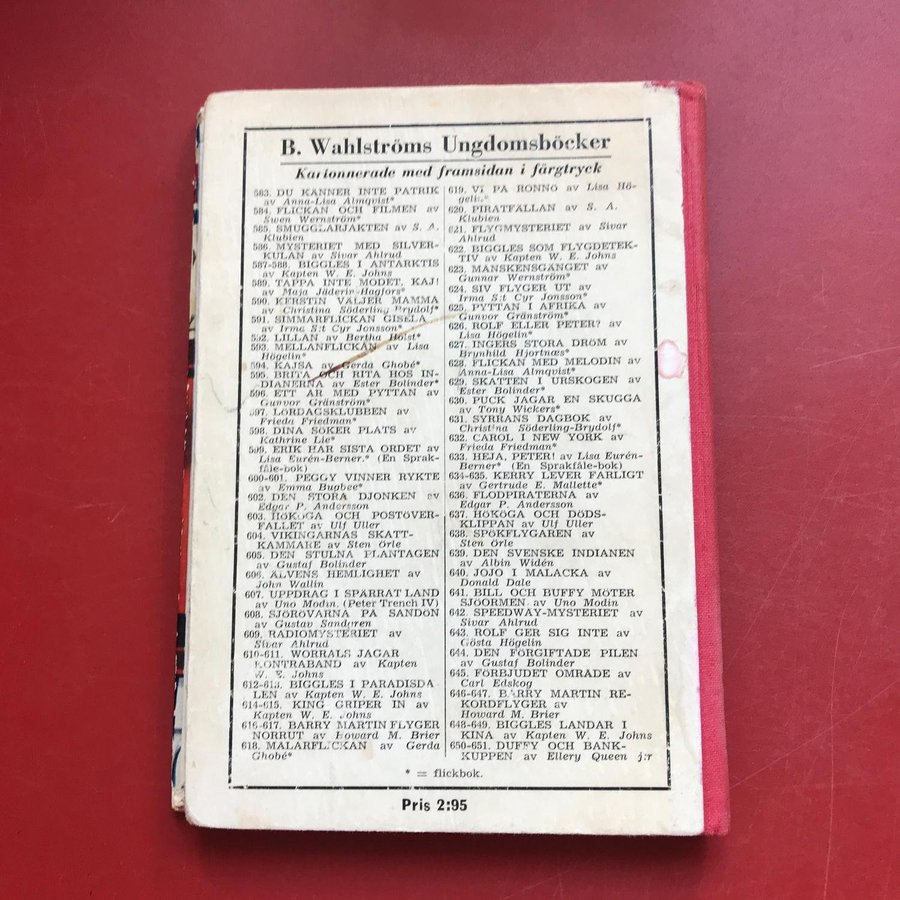 B. Wahlströms Ungdomsböcker
Kartonnerade med framsidan i färgtryck
583. DU KÄNNER INTE PATRIK
av Anna-Lisa Almqvist*
584. FLICKAN OCH FILMEN av
Swen Wernström*
585. SMUGGLARJAKTEN av S. A.
Klubien
586. MYSTERIET MED SILVER-
KULAN av Sivar Ahlrud
587-588. BIGGLES I ANTARKTIS
av Kapten W. E. Johns
589. TAPPA INTE MODET, KAJ!
av Maja Jäderin-Hagfors*
590. KERSTIN VÄLJER MAMMA
av Christina Söderling-Brydolf*
591. SIMMARFLICKAN GISELA
av Irma S:t Cyr Jonsson*
592. LILLAN av Bertha Holst*
593. MELLANFLICKAN av Lisa
Högelin*
594. KAJSA av Gerda Ghobé*
595. BRITA OCH RITA HOS IN-
DIANERNA av Ester Bolinder*
596. ETT ÅR MED PYTTAN av
Gunvor Gränström*
597. LÖRDAGSKLUBBEN av
Frieda Friedman*
598. DINA SÖKER PLATS av
Kathrine Lie*
599. ERIK HAR SISTA ORDET av
Lisa Eurén-Berner.* (En Språk-
fåle-bok)
600-601. PEGGY VINNER RYKTE
av Emma Bugbee*
602. DEN STORA DJONKEN av
Edgar P. Andersson
603. HÖKÖGA OCH POSTÖVER-
FALLET av Ulf Uller
604. VIKINGARNAS SKATT-
KAMMARE av Sten Örle
605. DEN STULNA PLANTAGEN
av Gustaf Bolinder
606. ÄLVENS HEMLIGHET av
John Wallin
607. UPPDRAG I SPÄRRAT LAND
av Uno Modin. (Peter Trench IV)
608. SJÖRÖVARNA PÅ SANDÖN
av Gustav Sandgren
609. RADIOMYSTERIET av
Sivar Ahlrud
610-611. WORRALS JAGAR
KONTRABAND av Kapten
W. E. Johns
612-613. BIGGLES I PARADISDA
LEN av Kapten W. E. Johns
614-615. KING GRIPER IN av
Kapten W. E. Johns
616-617. BARRY MARTIN FLYGER
NORRUT av Howard M. Brier
618. MÄLARFLICKAN av Gerda
Ghobé*
619. VI PÅ RÖNNÖ av Lisa Hö-
gelin*
620. PIRATFÄLLAN av S. A.
Klubien
621. FLYGMYSTERIET av Sivar
Ahlrud
622. BIGGLES SOM FLYGDETEK-
TIV av Kapten W. E. Johns
623. MANSKENSGÄNGET av
Gunnar Wernström*
624. SIV FLYGER UT av
Irma S:t Cyr Jonsson*
625. PYTTAN I AFRIKA av
Gunvor Gränström*
626. ROLF ELLER PETER? av
Lisa Högelin*
627. INGERS STORA DRÖM av
Brynhild Hjortnæs*
628. FLICKAN MED MELODIN av
Anna-Lisa Almqvist*
629. SKATTEN I URSKOGEN av
Ester Bolinder*
630. PUCK JAGAR EN SKUGGA
av Tony Wickers*
631. SYRRANS DAGBOK av
Christina Söderling-Brydolf*
632. CAROL I NEW YORK av
Frieda Friedman*
633. HEJA, PETER! av Lisa Eurén-
Berner* (En Språkfåle-bok)
634-635. KERRY LEVER FARLIGT
av Gertrude E. Mallette*
636. FLODPIRATERNA av
Edgar P. Andersson
637. HÖKÖGA OCH DÖDS-
KLIPPAN av Ulf Uller
638. SPÖKFLYGAREN av
Sten Örle
639. DEN SVENSKE INDIANEN
av Albin Widén
640. JOJO I MALACKA av
Donald Dale
641. BILL OCH BUFFY MÖTER
SJÖORMEN av Uno Modin
642. SPEEDWAY-MYSTERIET av
Sivar Ahlrud
643. ROLF GER SIG INTE av
Gösta Högelin
644. DEN FÖRGIFTADE PILEN
av Gustaf Bolinder
645. FÖRBJUDET OMRÅDE av
Carl Edskog
646-647. BARRY MARTIN RE-
KORDFLYGER av
Howard M. Brier
648-649. BIGGLES LANDAR I
KINA av Kapten W. E. Johns
650-651. DUFFY OCH BANK-
KUPPEN av Ellery Queen j:r
* = flickbok.
Pris 2:95